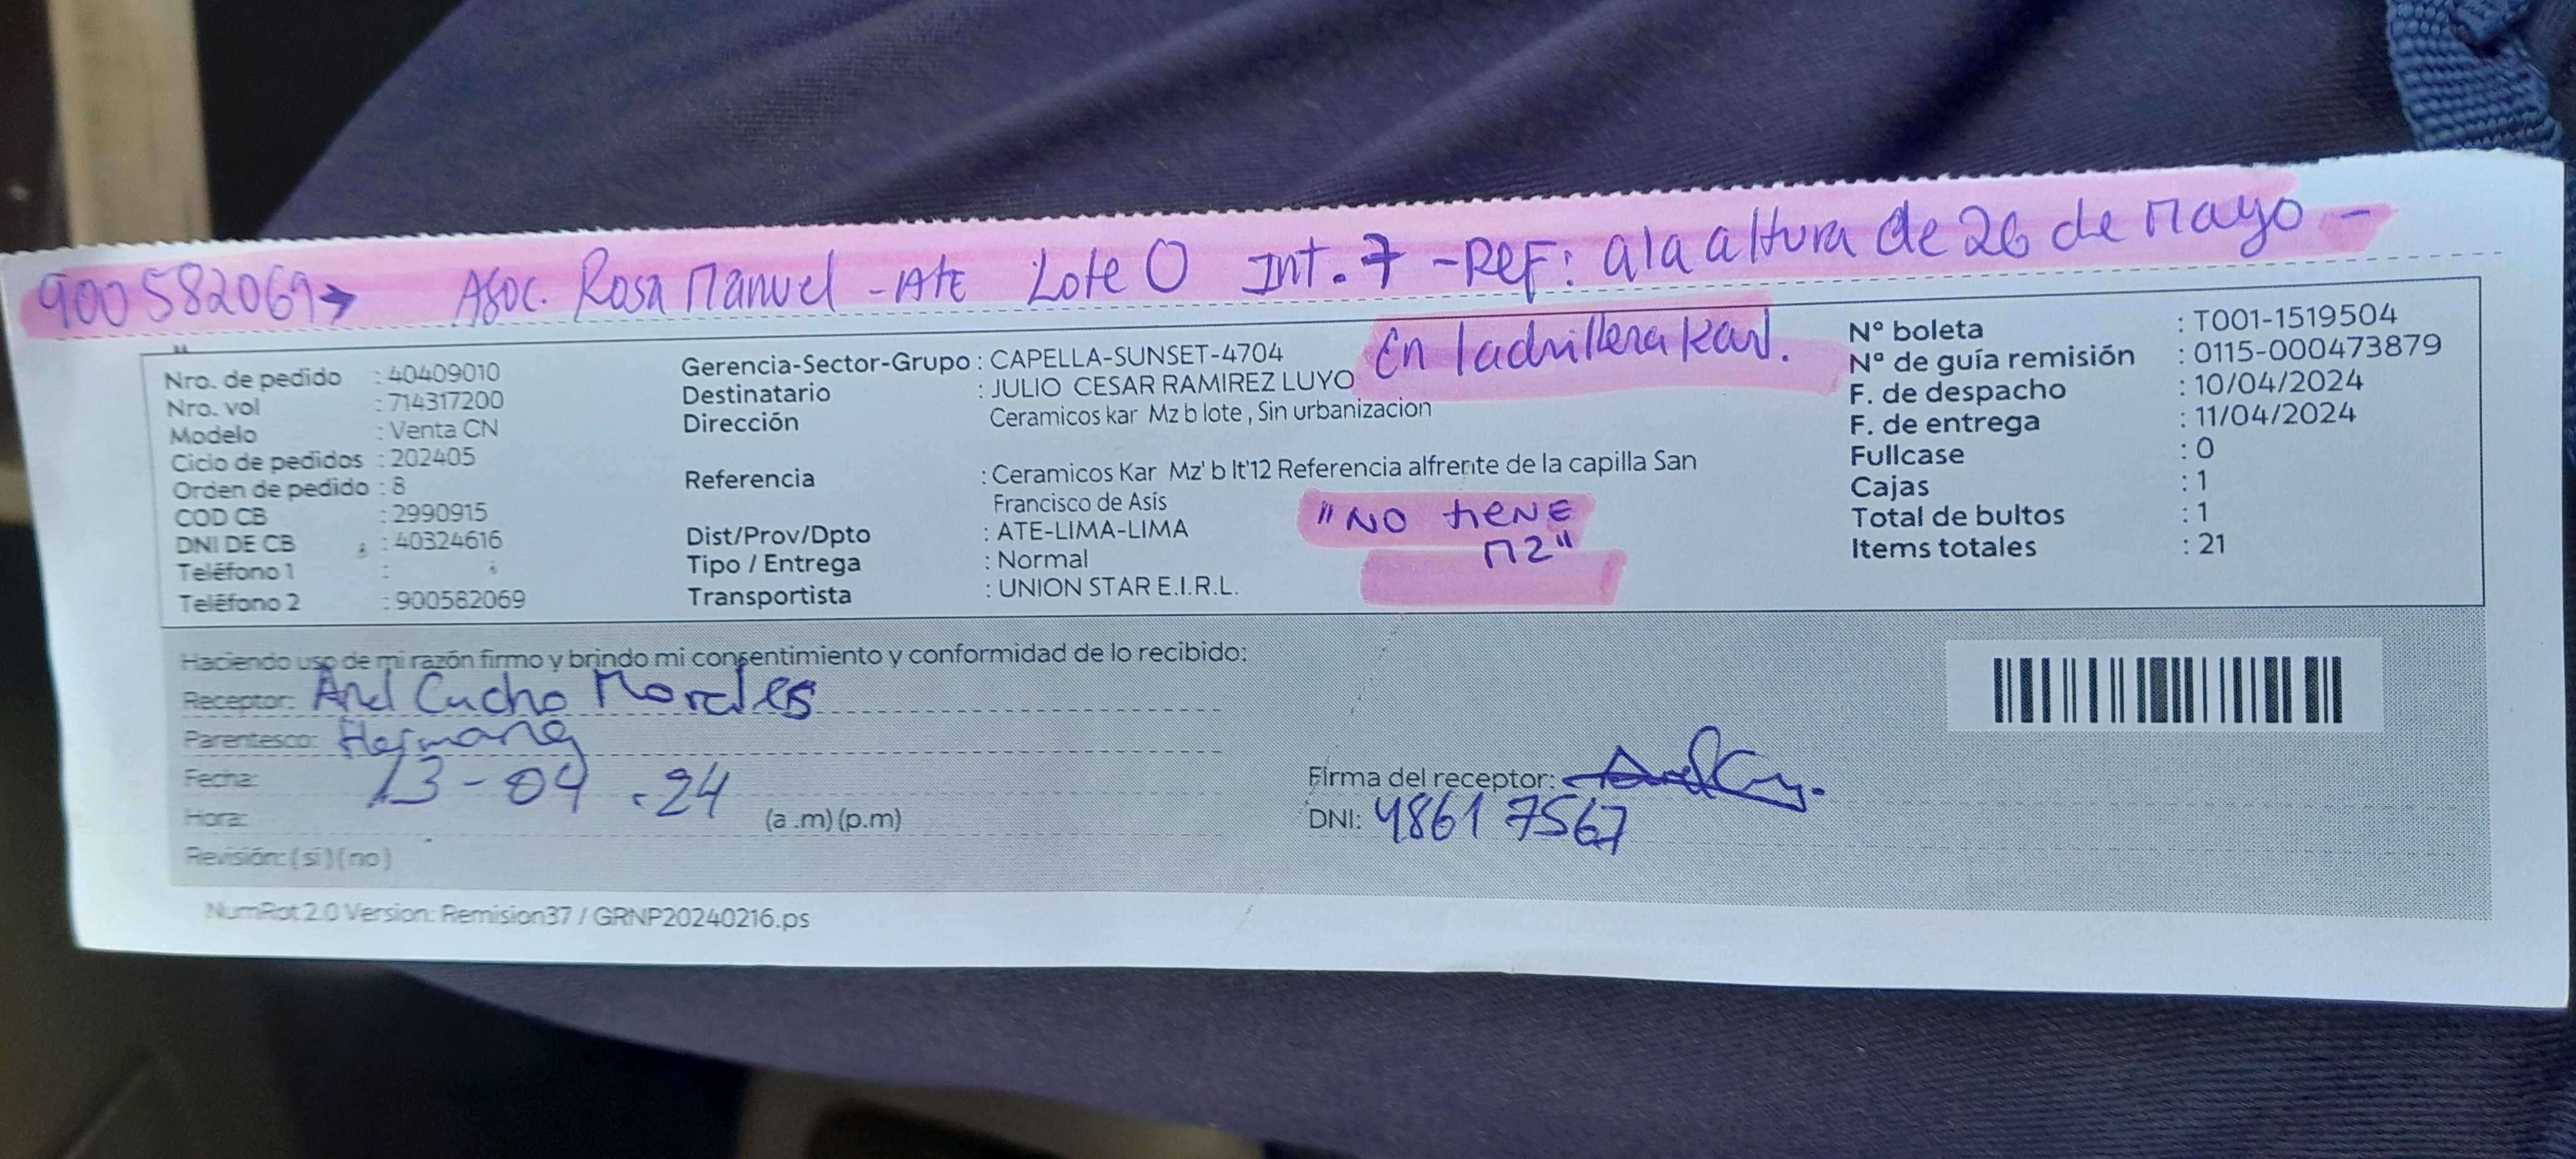 900582069→ Asoc. Rosa Manuel - Ate Lote O Int. 7 - REF: a la altura de 26 de Mayo -
En ladrillera Kar.
Nro. de pedido : 40409010
Nro. vol : 714317200
Modelo : Venta CN
Ciclo de pedidos : 202405
Orden de pedido : 8
COD CB : 2990915
DNI DE CB : 40324616
Teléfono 1 :
Teléfono 2 : 900582069
Gerencia-Sector-Grupo : CAPELLA-SUNSET-4704
Destinatario : JULIO CESAR RAMIREZ LUYO
Dirección Ceramicos kar Mz b lote , Sin urbanizacion
Referencia : Ceramicos Kar Mz' b lt'12 Referencia alfrente de la capilla San
Francisco de Asís
Dist/Prov/Dpto : ATE-LIMA-LIMA
Tipo / Entrega : Normal
Transportista : UNION STAR E.I.R.L.
"NO tiENE
MZ"
N° boleta : T001-1519504
N° de guía remisión : 0115-000473879
F. de despacho : 10/04/2024
F. de entrega : 11/04/2024
Fullcase : 0
Cajas : 1
Total de bultos : 1
Items totales : 21
Haciendo uso de mi razón firmo y brindo mi consentimiento y conformidad de lo recibido:
Receptor: Cucho Morales
Parentesco: Hermana
Fecha: 13-04-24
Hora: (a .m) (p.m)
Revisión: (si) (no)
Firma del receptor:
DNI: 48617567
NumRot 2.0 Version: Remision37 / GRNP20240216.ps